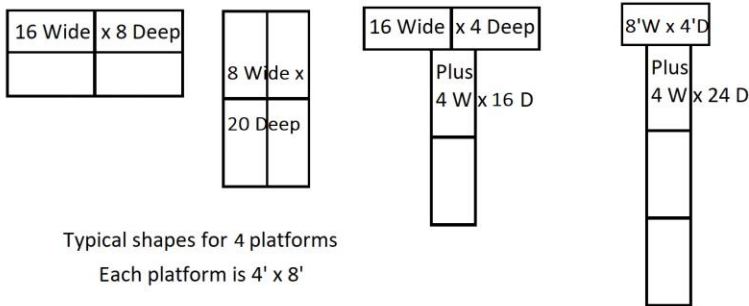 16 Wide x 8 Deep
8 Wide x
20 Deep
16 Wide x 4 Deep
Plus
4 W x 16 D
8'W x 4'D
Plus
4 W x 24 D
Typical shapes for 4 platforms
Each platform is 4' x 8'